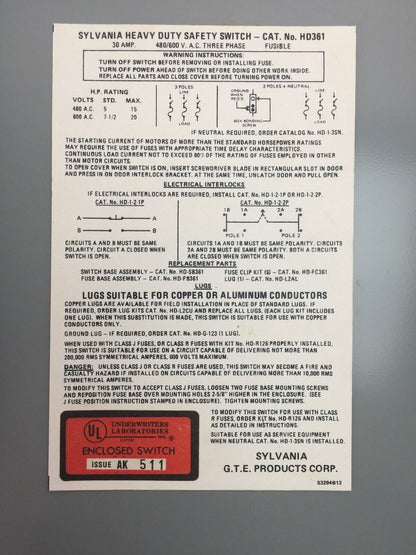 SYLVANIA HEAVY DUTY SAFETY SWITCH – CAT. No. HD361
30 AMP. 480/600 V. A.C. THREE PHASE FUSIBLE
WARNING INSTRUCTIONS:
TURN OFF SWITCH BEFORE REMOVING OR INSTALLING FUSE.
TURN OFF POWER AHEAD OF SWITCH BEFORE DOING OTHER WORK INSIDE.
REPLACE ALL PARTS AND CLOSE COVER BEFORE TURNING POWER ON.
H.P. RATING
VOLTS STD. MAX.
480 A.C. 5 15
600 A.C. 7-1/2 20
3 POLES
LINE
LOAD
3 POLES + NEUTRAL
GROUND WHEN REQ'D
LINE
BOX BONDING SCREW
LOAD
IF NEUTRAL REQUIRED, ORDER CATALOG No. HD-1-3SN.
THE STARTING CURRENT OF MOTORS OF MORE THAN THE STANDARD HORSEPOWER RATINGS
MAY REQUIRE THE USE OF FUSES WITH APPROPRIATE TIME DELAY CHARACTERISTICS.
CONTINUOUS LOAD CURRENT NOT TO EXCEED 80% OF THE RATING OF FUSES EMPLOYED IN OTHER
THAN MOTOR CIRCUITS.
TO OPEN COVER WHEN SWITCH IS ON, INSERT SCREWDRIVER BLADE IN RECTANGULAR SLOT IN DOOR
AND PRESS IN ON DOOR INTERLOCK BRACKET. AT THE SAME TIME, UNLATCH DOOR AND PULL OPEN.
ELECTRICAL INTERLOCKS
IF ELECTRICAL INTERLOCKS ARE REQUIRED, INSTALL CAT. No. HD-1-2-1P OR HD-1-2-2P.
CAT. No. HD-1-2-1P
A A
B B
CIRCUITS A AND B MUST BE SAME
POLARITY. CIRCUIT A CLOSED WHEN
SWITCH IS OPEN.
CAT. No. HD-1-2-2P
1A 1B 2A 2B
POLE 1 POLE 2
CIRCUITS 1A AND 1B MUST BE SAME POLARITY. CIRCUITS
2A AND 2B MUST BE SAME POLARITY. BOTH CIRCUITS A
CLOSED WHEN SWITCH IS OPEN.
REPLACEMENT PARTS
SWITCH BASE ASSEMBLY – CAT. No. HD-SB361 FUSE CLIP KIT (6) – CAT. No. HD-FC361
FUSE BASE ASSEMBLY – CAT. No. HD-FB361 LUG (1) – CAT. No. HD-L2AL
LUGS
LUGS SUITABLE FOR COPPER OR ALUMINUM CONDUCTORS
COPPER LUGS ARE AVAILABLE FOR FIELD INSTALLATION IN PLACE OF STANDARD LUGS. IF
REQUIRED, ORDER LUG KITS CAT. No. HD-L2CU AND REPLACE ALL LUGS. (EACH LUG KIT INCLUDES
ONE LUG). WHEN THIS SUBSTITUTION IS MADE, THIS SWITCH IS SUITABLE FOR USE WITH COPPER
CONDUCTORS ONLY.
GROUND LUG – IF REQUIRED, ORDER CAT. No. HD-G-123 (1 LUG).
WHEN USED WITH CLASS J FUSES, OR CLASS R FUSES WITH KIT No. HD-R126 PROPERLY INSTALLED,
THIS SWITCH IS SUITABLE FOR USE ON A CIRCUIT CAPABLE OF DELIVERING NOT MORE THAN
200,000 RMS SYMMETRICAL AMPERES, 600 VOLTS MAXIMUM.
DANGER: UNLESS CLASS J OR CLASS R FUSES ARE USED, THIS SWITCH MAY BECOME A FIRE AND
CASUALTY HAZARD IF INSTALLED ON CIRCUITS CAPABLE OF DELIVERING MORE THAN 10,000 RMS
SYMMETRICAL AMPERES.
TO MODIFY THIS SWITCH TO ACCEPT CLASS J FUSES, LOOSEN TWO FUSE BASE MOUNTING SCREWS
AND REPOSITION FUSE BASE OVER MOUNTING HOLES 2-5/8" HIGHER IN THE ENCLOSURE. (SEE
J FUSE POSITION INSTRUCTION STAMPED IN ENCLOSURE). TIGHTEN MOUNTING SCREWS.
TO MODIFY THIS SWITCH FOR USE WITH CLASS
R FUSES, ORDER KIT No. HD-R126 AND INSTALL
AS DETAILED IN INSTRUCTIONS.
SUITABLE FOR USE AS SERVICE EQUIPMENT
WHEN NEUTRAL CAT. No. HD-1-3SN IS INSTALLED.
UL
UNDERWRITERS
LABORATORIES
INC.®
LISTED
ENCLOSED SWITCH
ISSUE AK 511
SYLVANIA
G.T.E. PRODUCTS CORP.
53294813